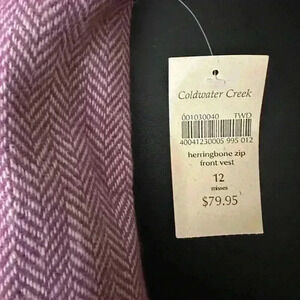 Coldwater Creek
001030040 TWD
40041230005 995 012
herringbone zip
front vest
12
misses
$79.95